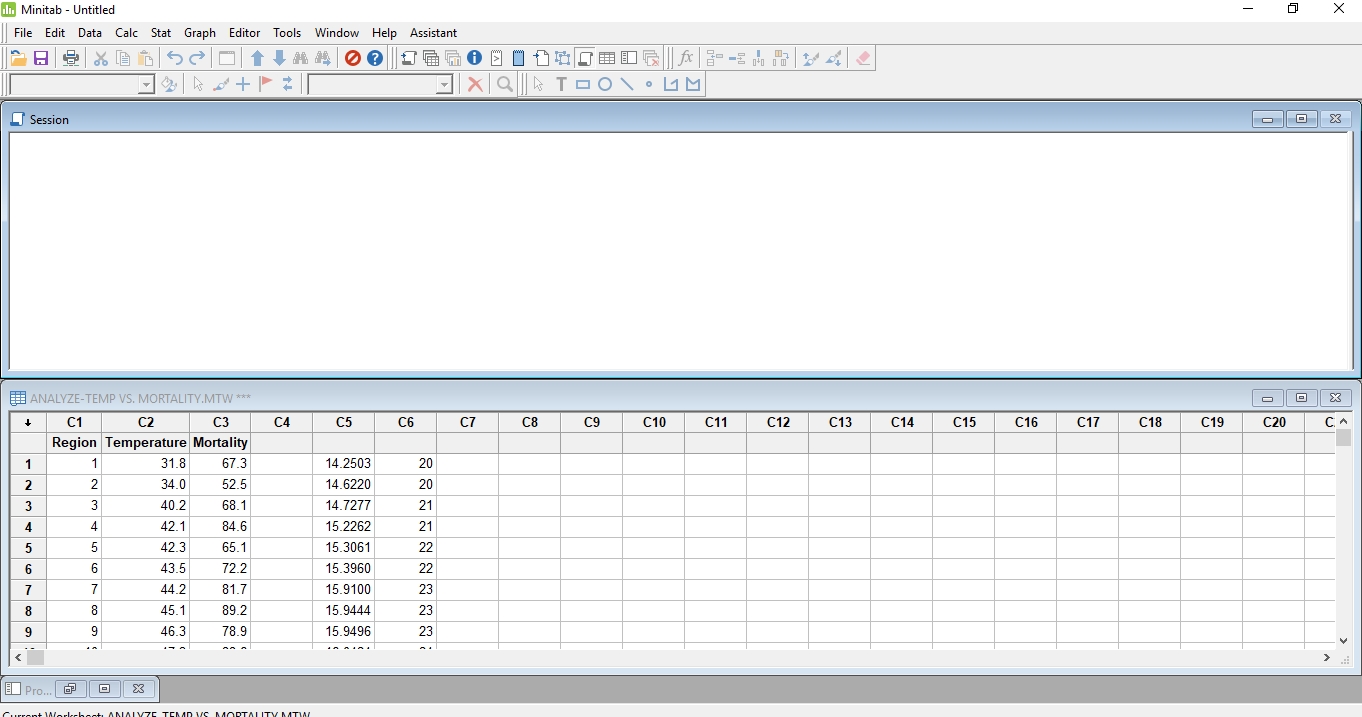 Minitab - Untitled
File Edit Data Calc Stat Graph Editor Tools Window Help Assistant
Session
ANALYZE-TEMP VS. MORTALITY.MTW ***
C1 C2 C3 C4 C5 C6 C7 C8 C9 C10 C11 C12 C13 C14 C15 C16 C17 C18 C19 C20
Region Temperature Mortality
1 1 31.8 67.3 14.2503 20
2 2 34.0 52.5 14.6220 20
3 3 40.2 68.1 14.7277 21
4 4 42.1 84.6 15.2262 21
5 5 42.3 65.1 15.3061 22
6 6 43.5 72.2 15.3960 22
7 7 44.2 81.7 15.9100 23
8 8 45.1 89.2 15.9444 23
9 9 46.3 78.9 15.9496 23
Pro...
Current Worksheet: ANALYZE-TEMP VS. MORTALITY.MTW